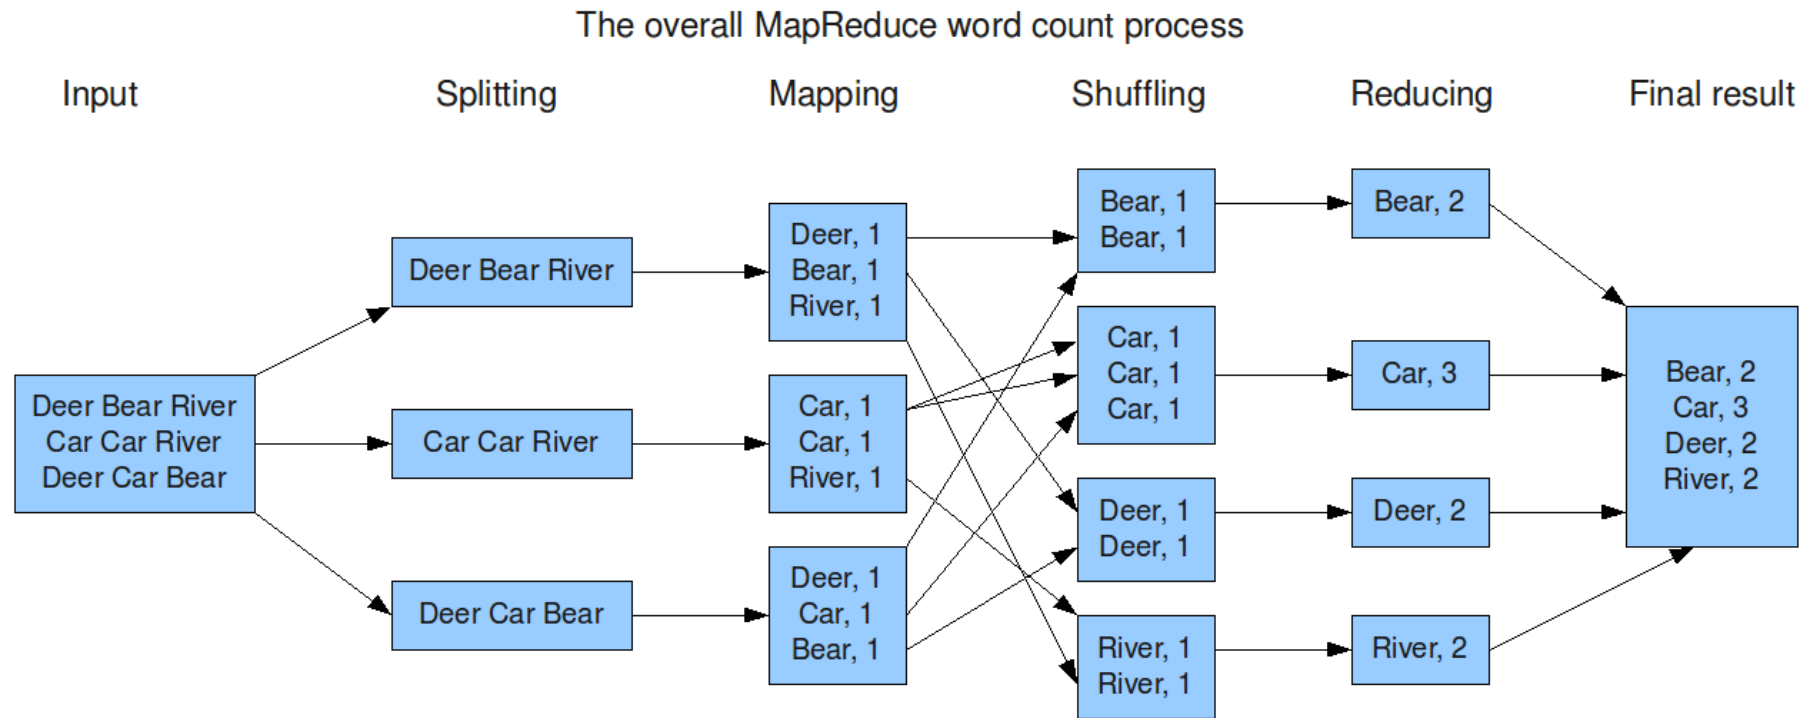 The overall MapReduce word count process
Input
Splitting
Mapping
Shuffling
Reducing
Final result
Deer Bear River
Car Car River
Deer Car Bear
Deer Bear River
Car Car River
Deer Car Bear
Deer, 1
Bear, 1
River, 1
Car, 1
Car, 1
River, 1
Deer, 1
Car, 1
Bear, 1
Bear, 1
Bear, 1
Car, 1
Car, 1
Car, 1
Deer, 1
Deer, 1
River, 1
River, 1
Bear, 2
Car, 3
Deer, 2
River, 2
Bear, 2
Car, 3
Deer, 2
River, 2